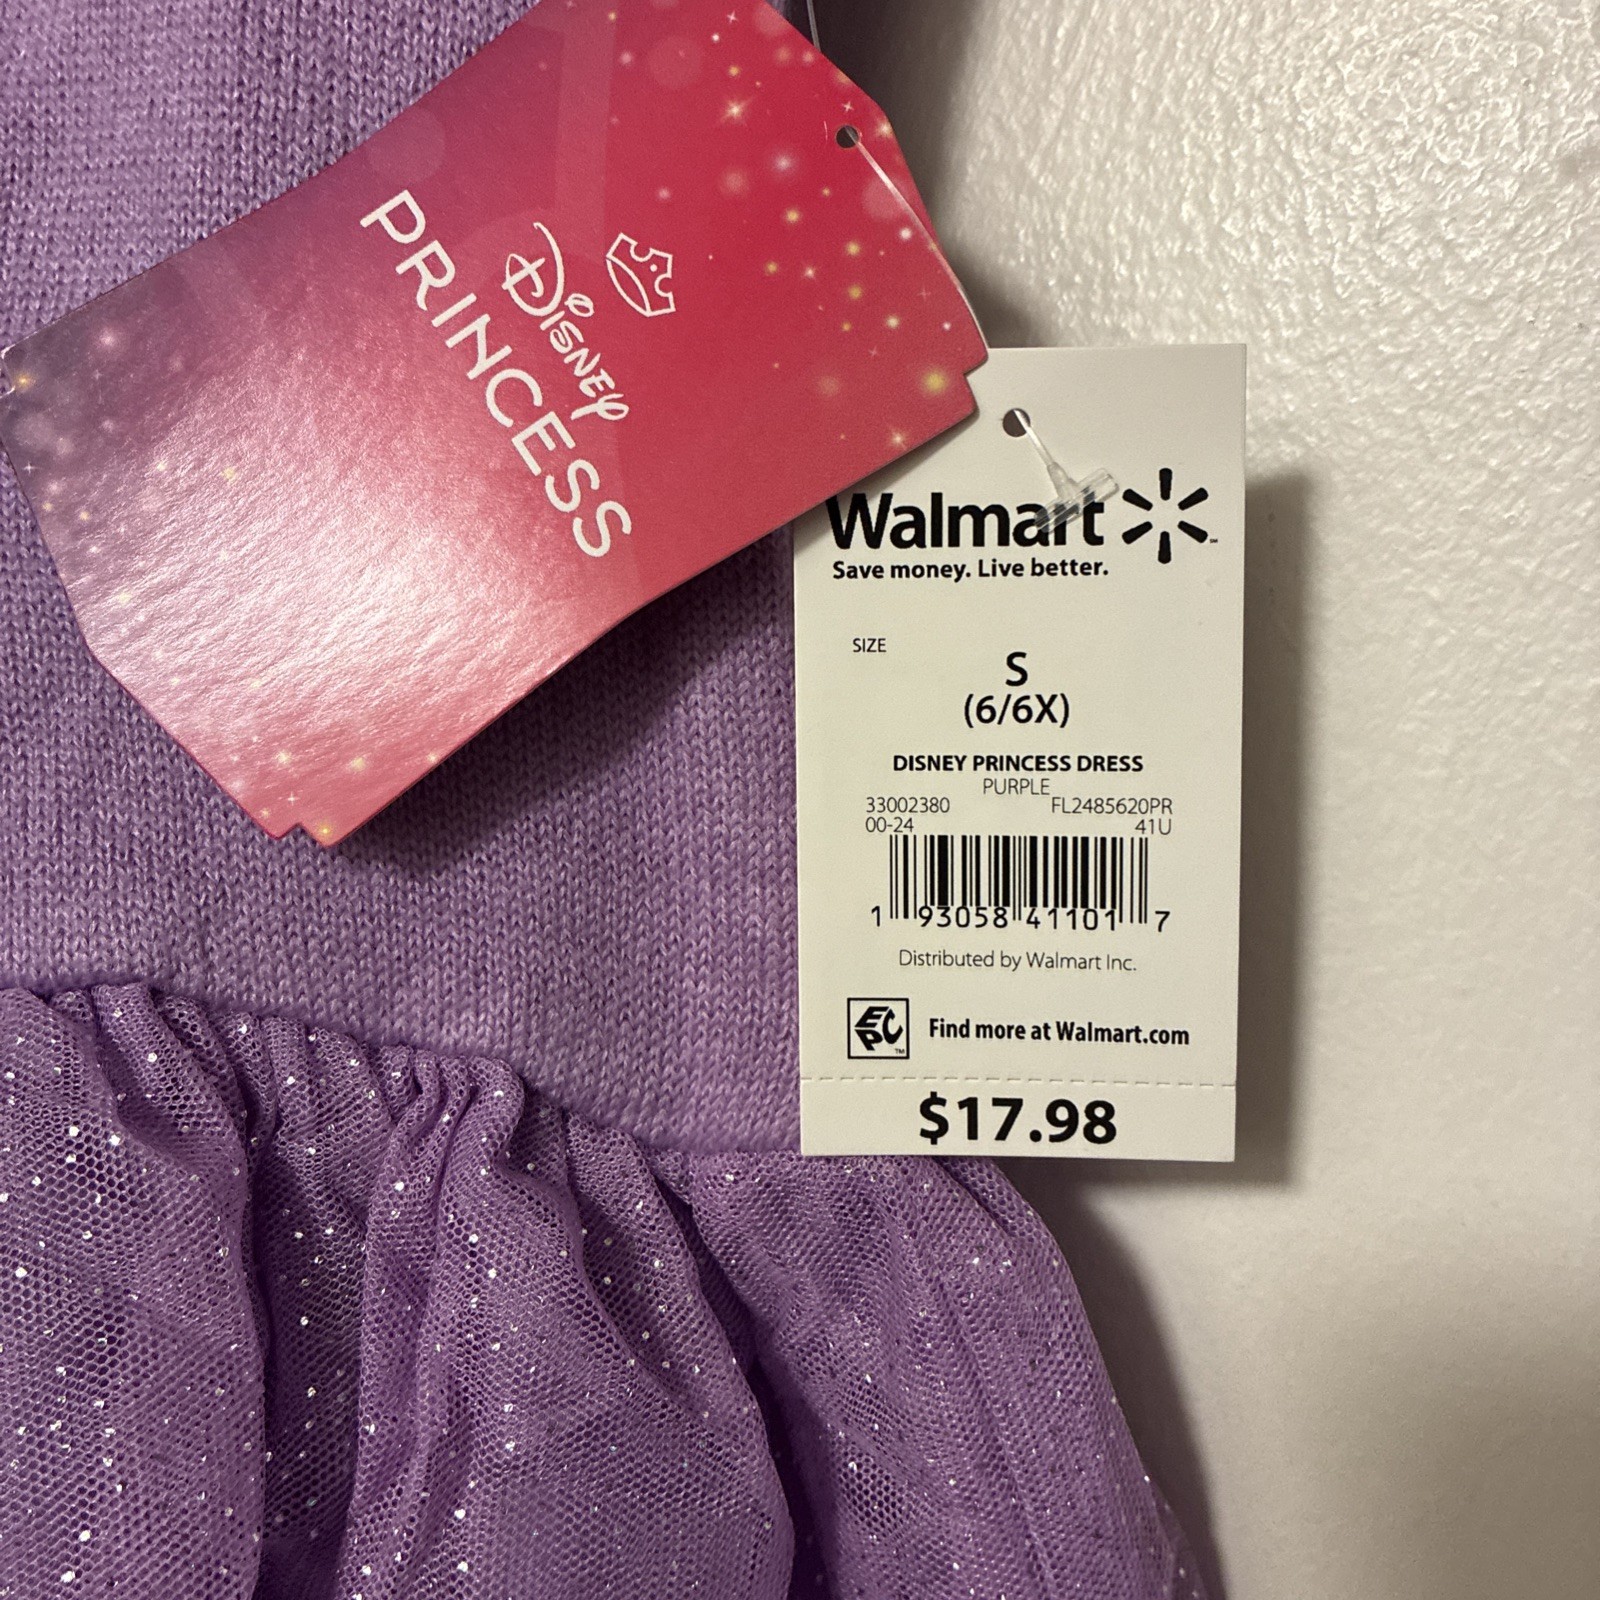 Disney
PRINCESS
Walmart
Save money. Live better.
SIZE
S
(6/6X)
DISNEY PRINCESS DRESS
PURPLE
33002380 FL2485620PR
00-24 41U
1 93058 41101 7
Distributed by Walmart Inc.
EPC™ Find more at Walmart.com
$17.98